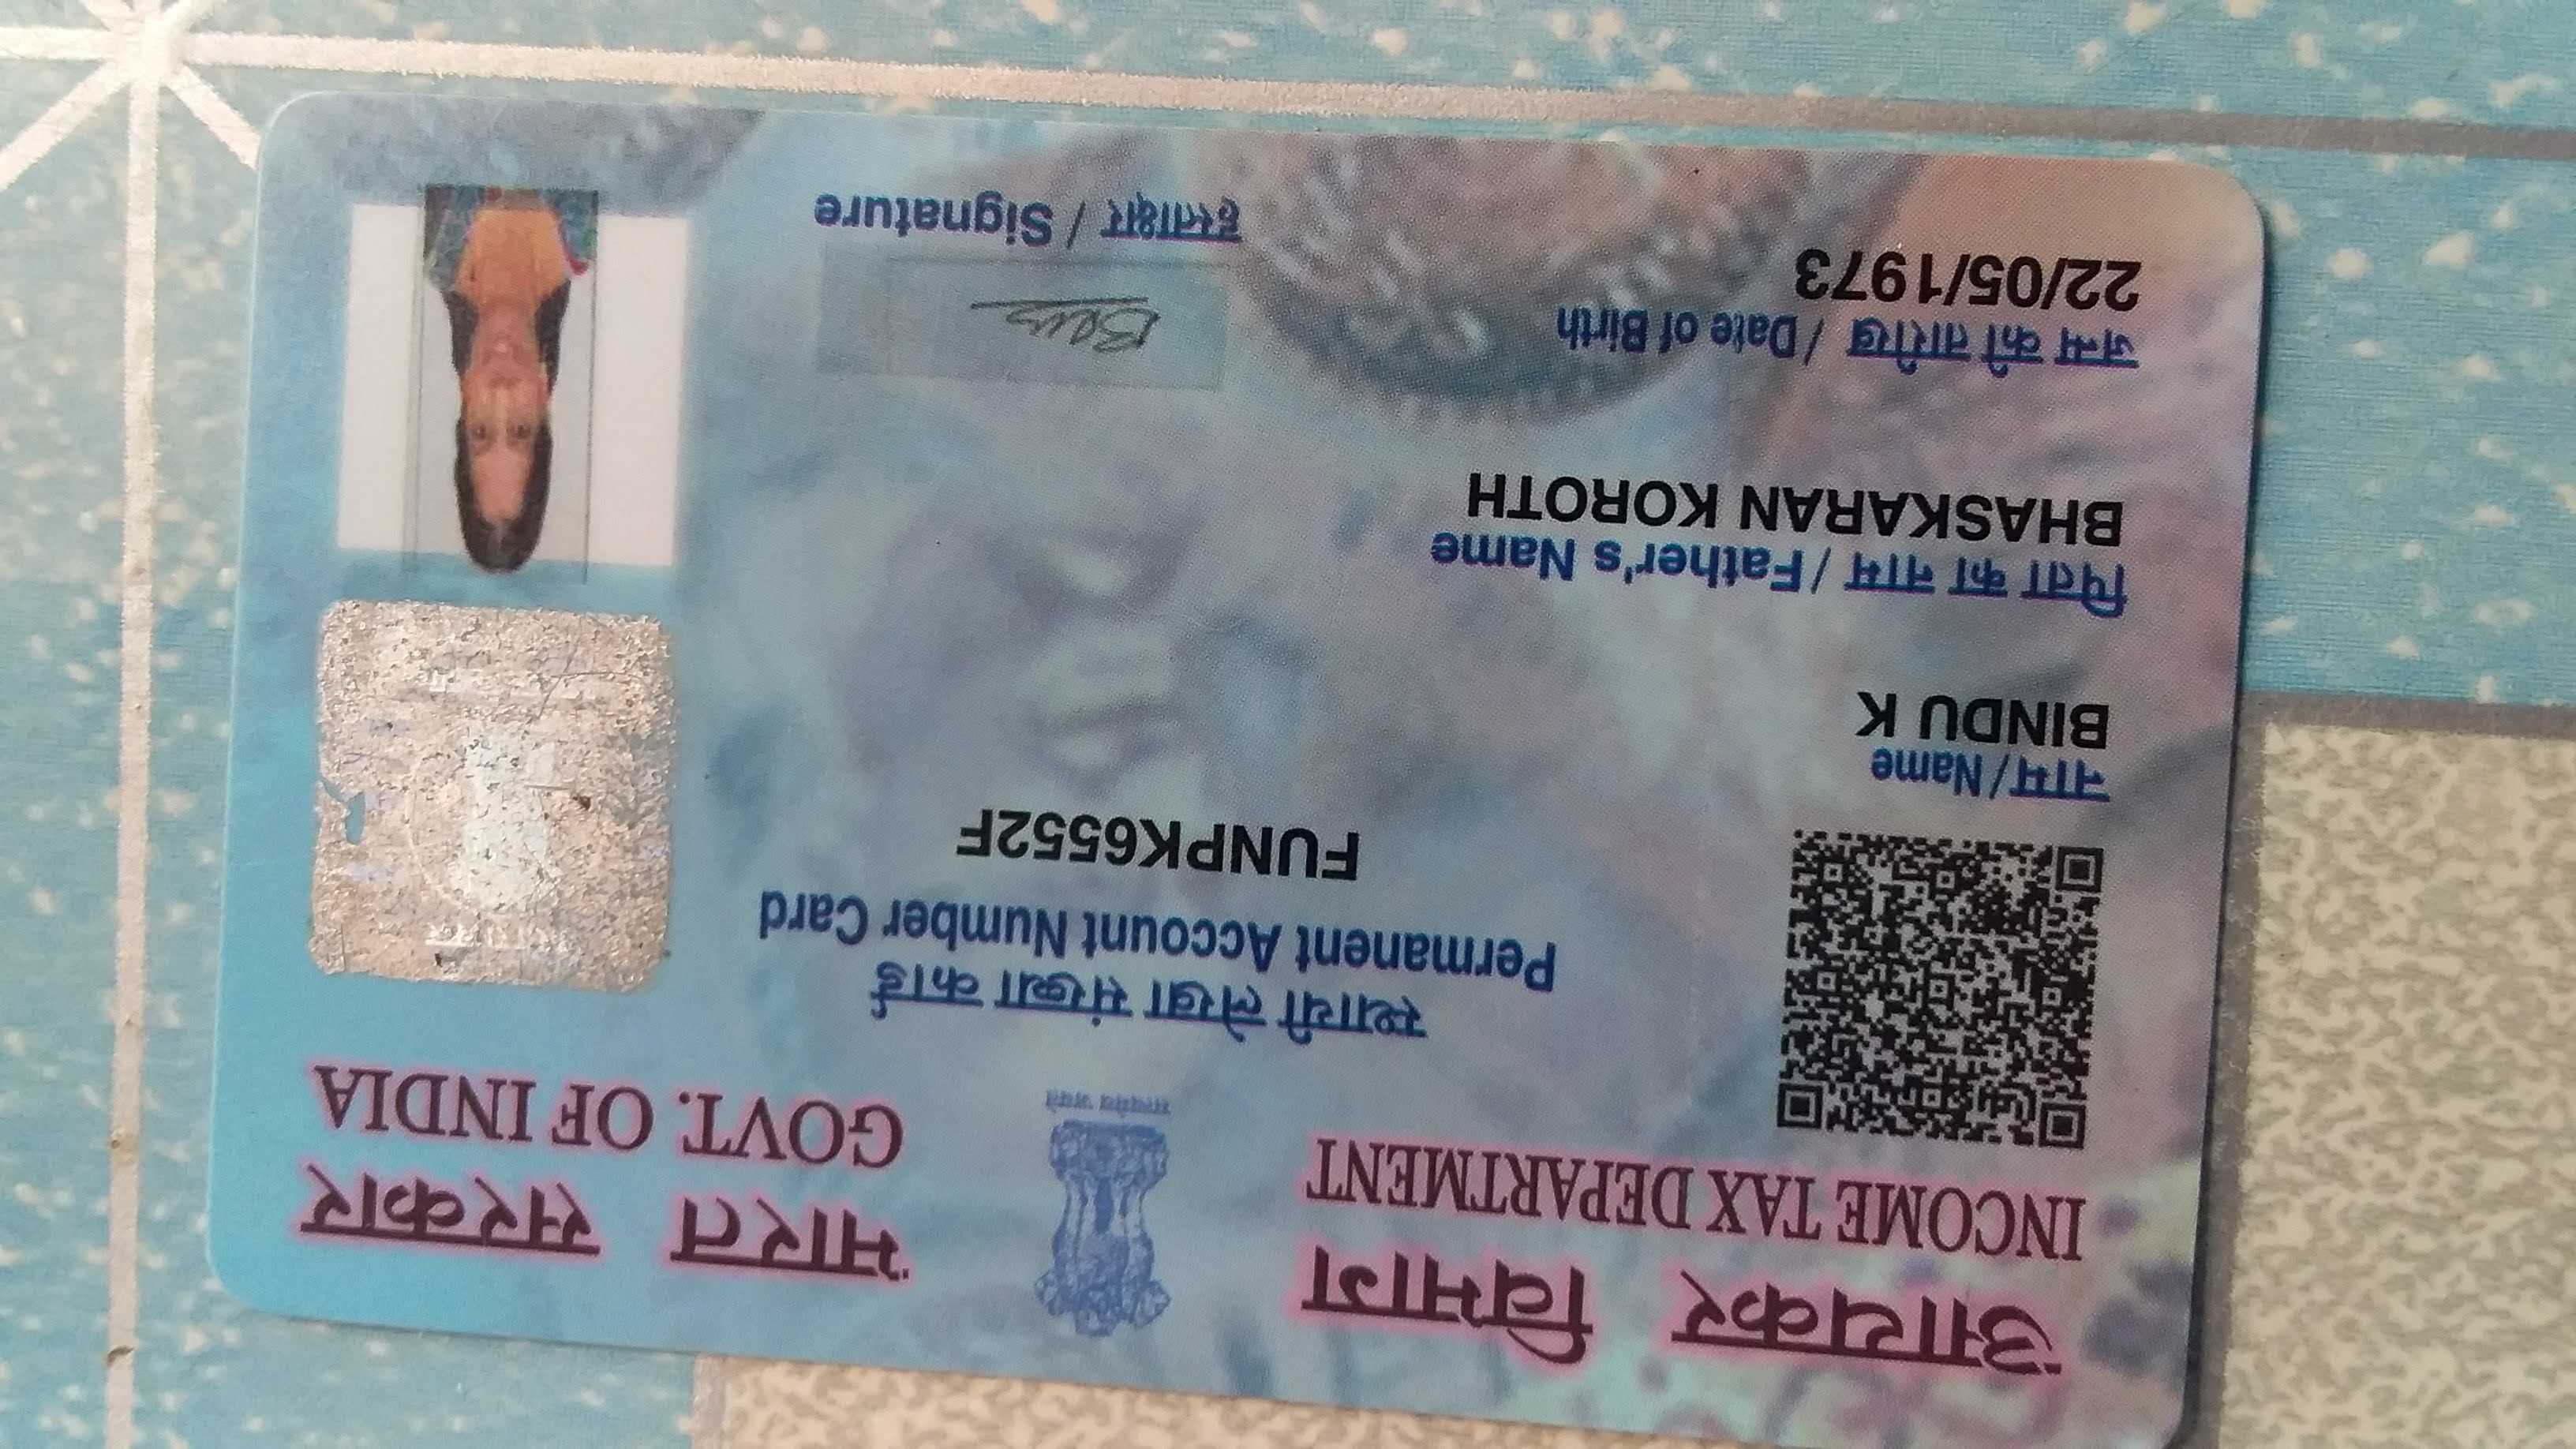 आयकर विभाग
INCOME TAX DEPARTMENT
सत्यमेव जयते
भारत सरकार
GOVT. OF INDIA
स्थायी लेखा संख्या कार्ड
Permanent Account Number Card
FUNPK6552F
नाम / Name
BINDU K
पिता का नाम / Father's Name
BHASKARAN KOROTH
जन्म की तारीख / Date of Birth
22/05/1973
हस्ताक्षर / Signature